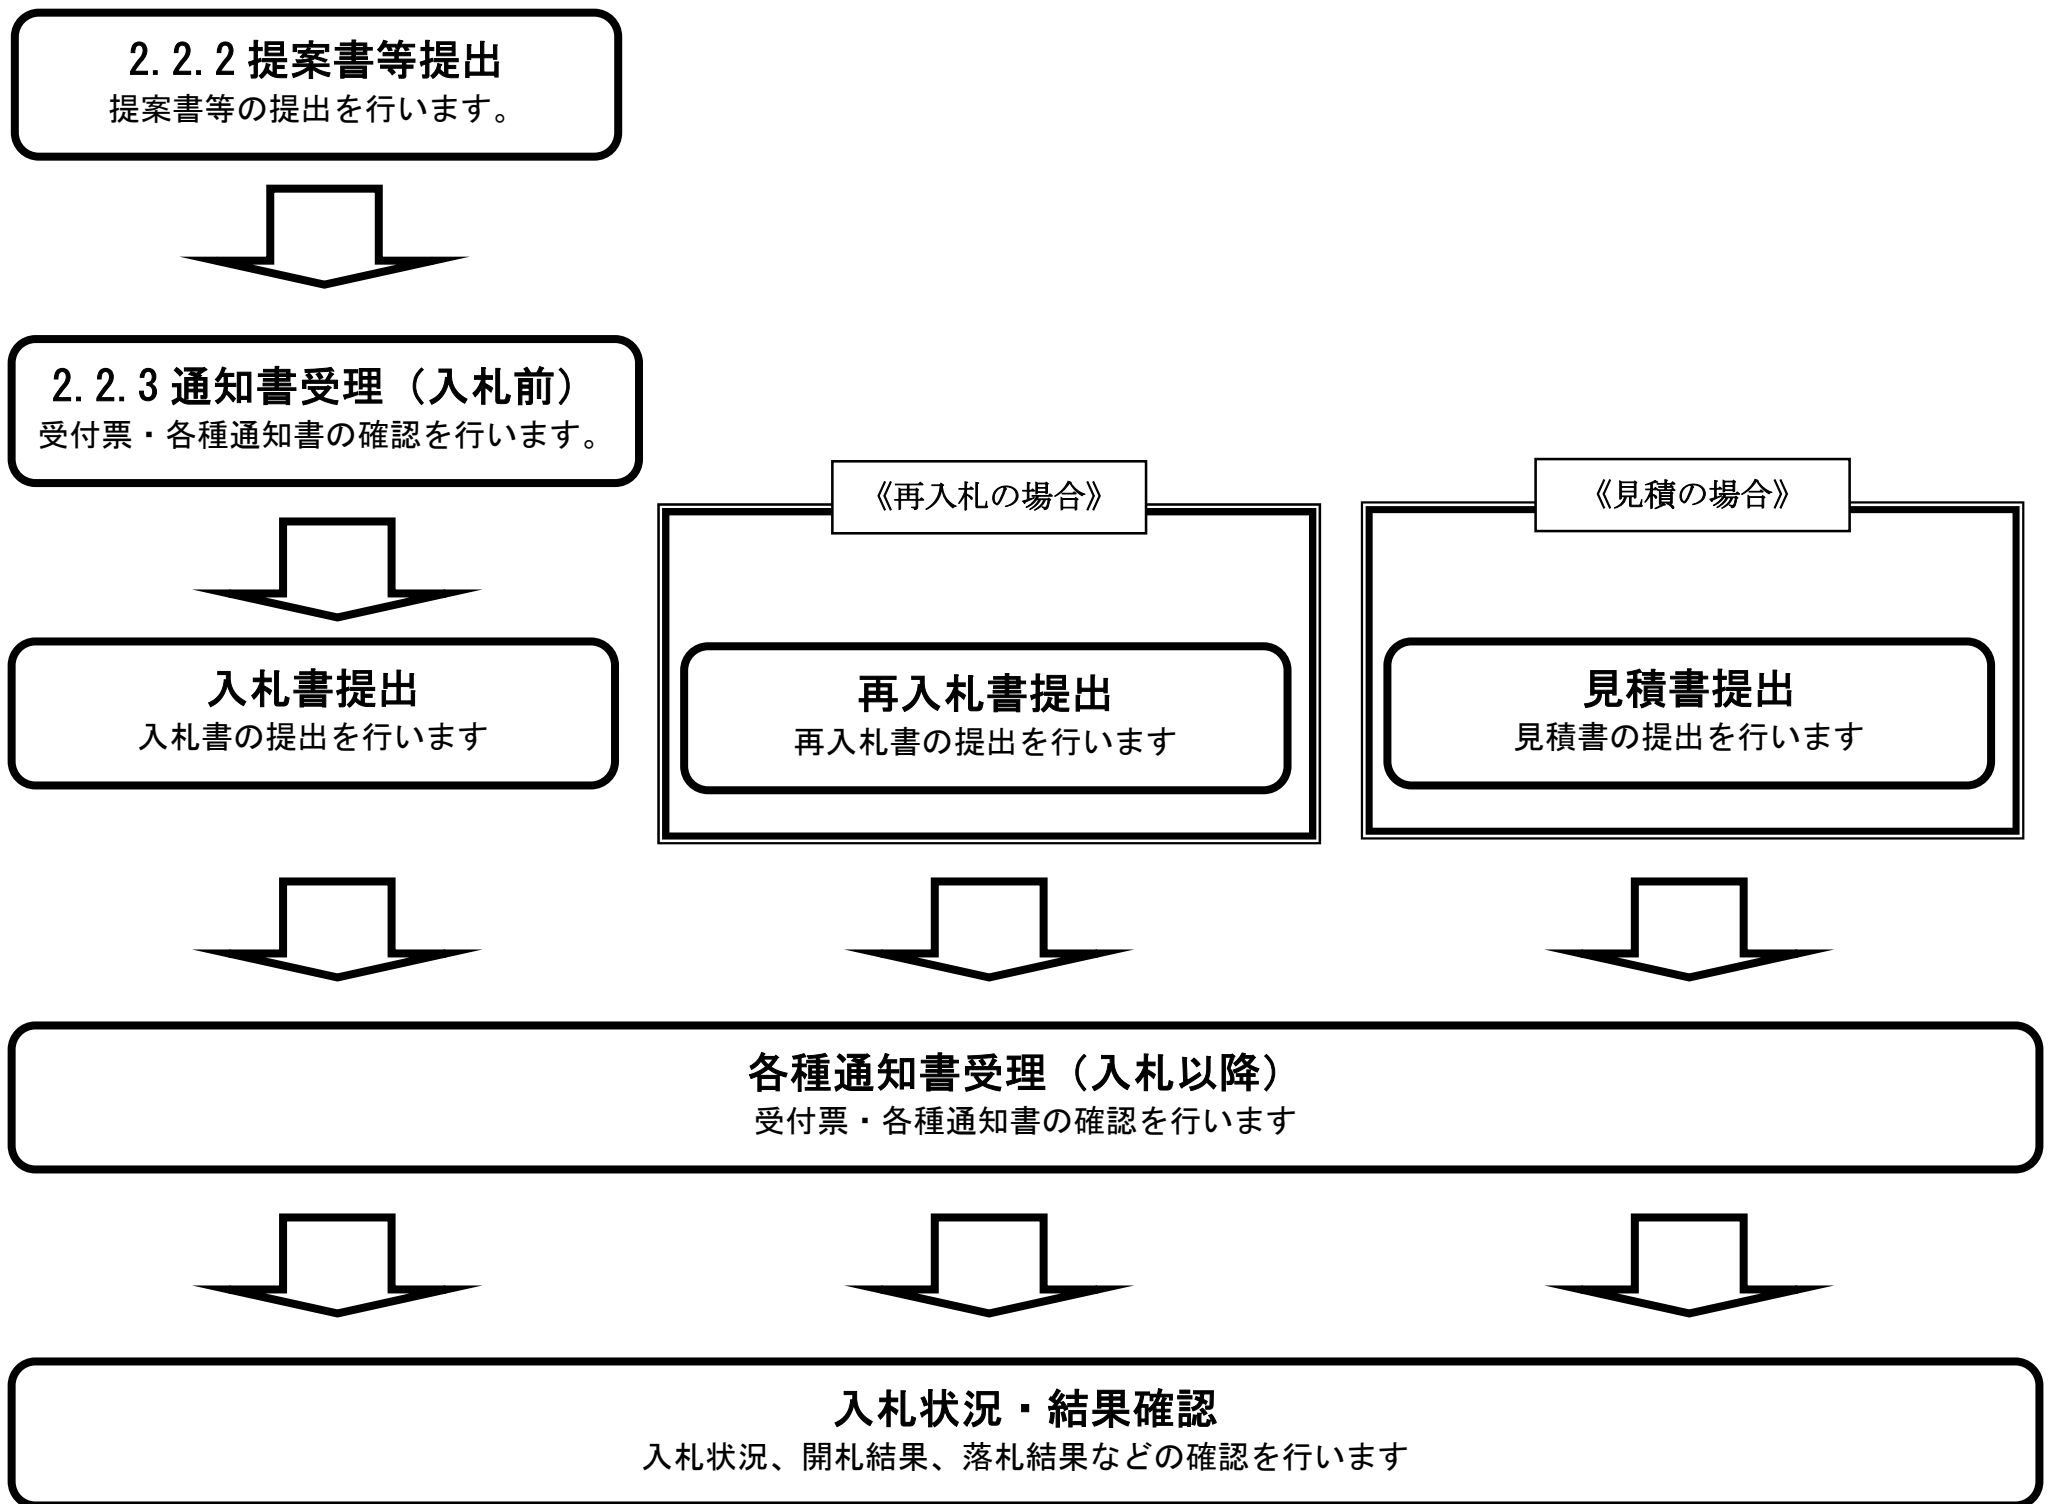 2.2.2 提案書等提出
提案書等の提出を行います。
2.2.3 通知書受理（入札前）
受付票・各種通知書の確認を行います。
《再入札の場合》
《見積の場合》
入札書提出
入札書の提出を行います
再入札書提出
再入札書の提出を行います
見積書提出
見積書の提出を行います
各種通知書受理（入札以降）
受付票・各種通知書の確認を行います
入札状況・結果確認
入札状況、開札結果、落札結果などの確認を行います